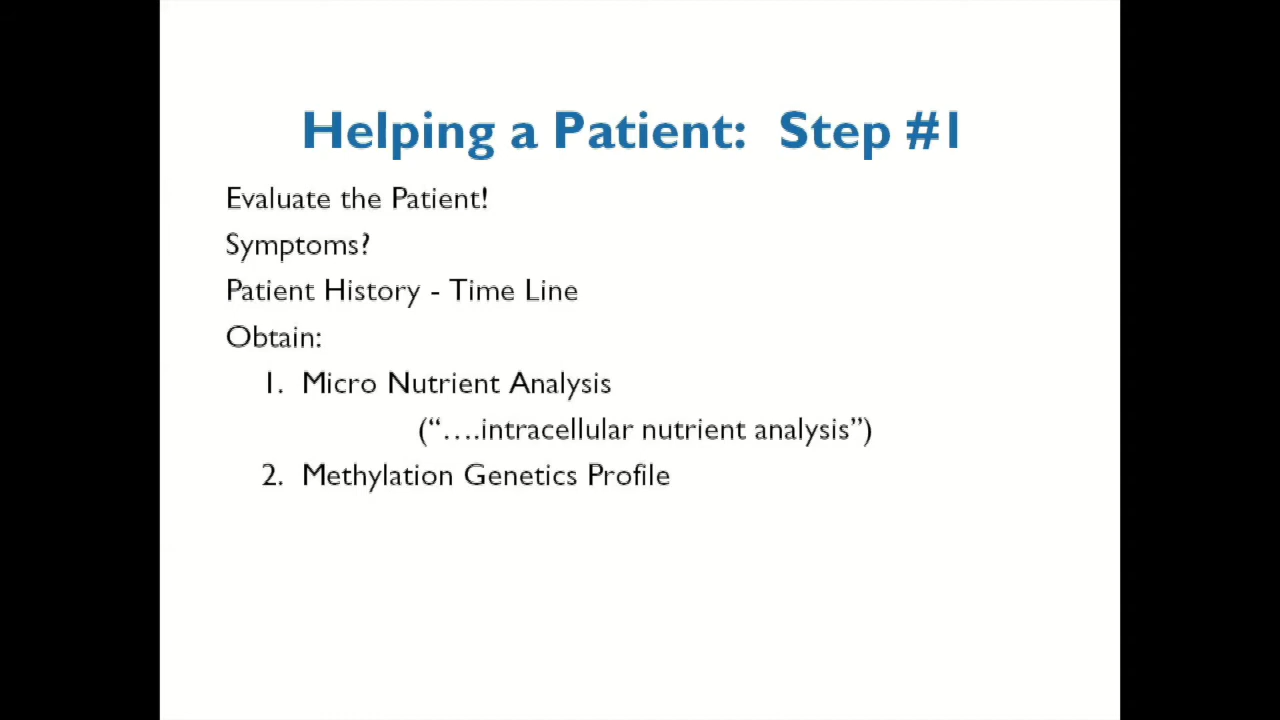 Helping a Patient: Step #1
Evaluate the Patient!
Symptoms?
Patient History - Time Line
Obtain:
1. Micro Nutrient Analysis
(“….intracellular nutrient analysis”)
2. Methylation Genetics Profile